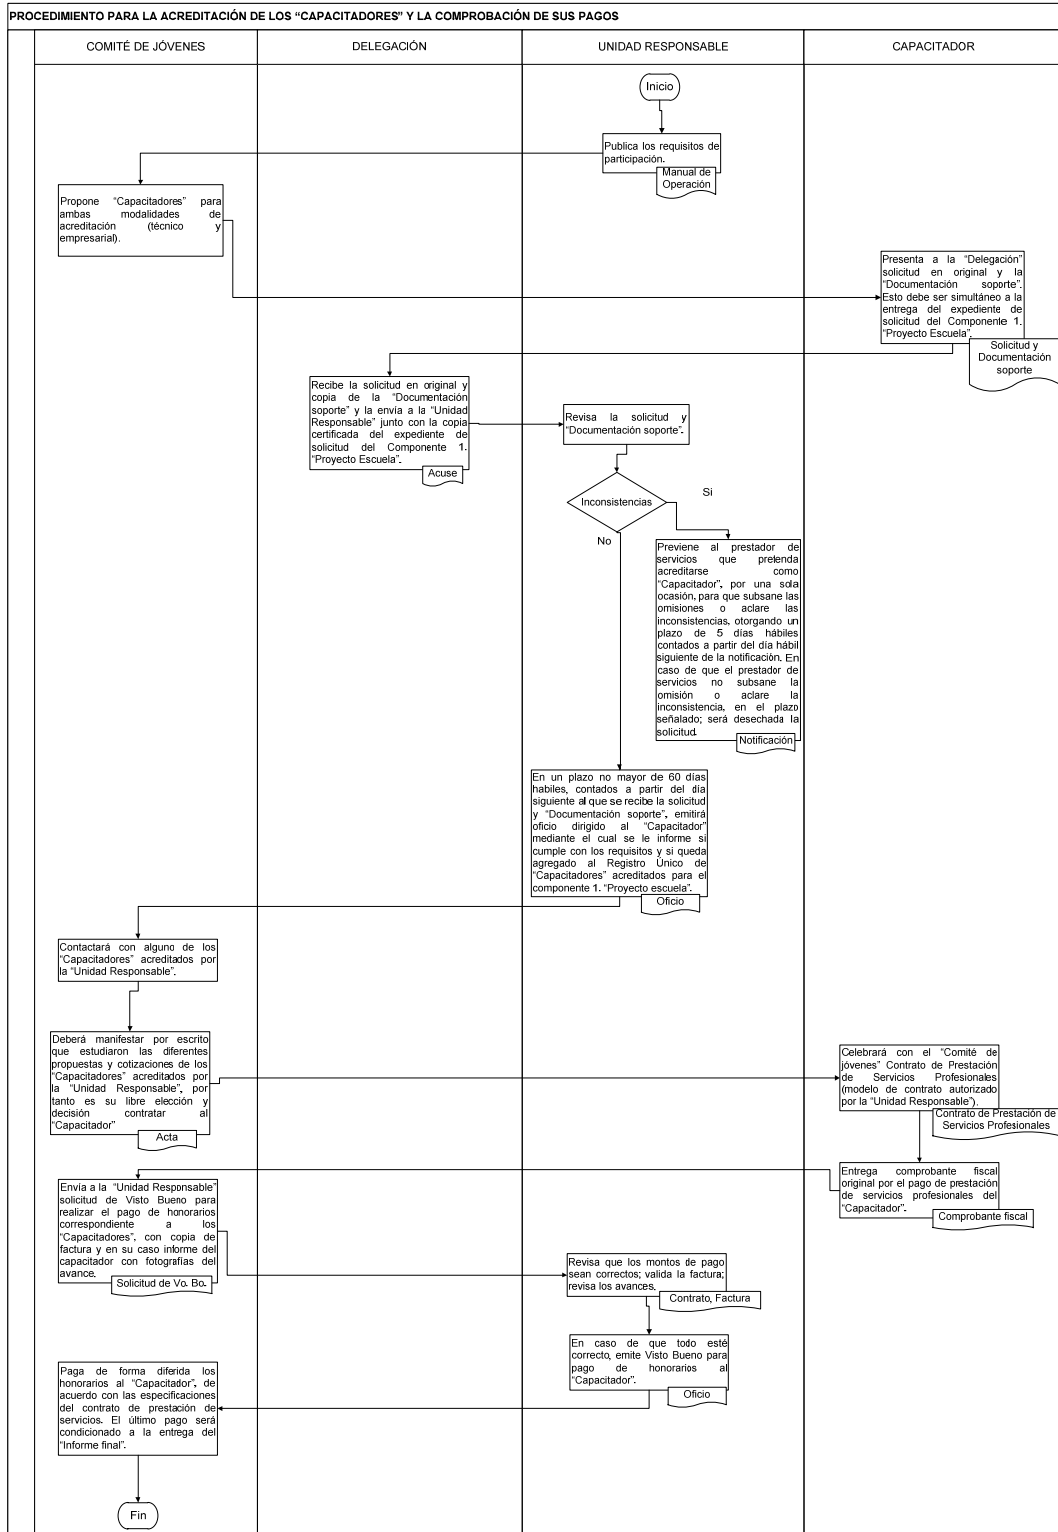 PROCEDIMIENTO PARA LA ACREDITACIÓN DE LOS “CAPACITADORES” Y LA COMPROBACIÓN DE SUS PAGOS
COMITÉ DE JÓVENES
DELEGACIÓN
UNIDAD RESPONSABLE
CAPACITADOR
Inicio
Publica los requisitos de
participación.
Manual de
Operación
Propone “Capacitadores” para
ambas modalidades de
acreditación (técnico y
empresarial).
Presenta a la “Delegación”
solicitud en original y la
“Documentación soporte”.
Esto debe ser simultáneo a la
entrega del expediente de
solicitud del Componente 1.
“Proyecto Escuela”.
Solicitud y
Documentación
soporte
Recibe la solicitud en original y
copia de la “Documentación
soporte” y la envía a la “Unidad
Responsable” junto con la copia
certificada del expediente de
solicitud del Componente 1.
“Proyecto Escuela”.
Acuse
Revisa la solicitud y
“Documentación soporte”.
Inconsistencias
Si
No
Previene al prestador de
servicios que pretenda
acreditarse como
“Capacitador”, por una sola
ocasión, para que subsane las
omisiones o aclare las
inconsistencias, otorgando un
plazo de 5 días hábiles
contados a partir del día hábil
siguiente de la notificación. En
caso de que el prestador de
servicios no subsane la
omisión o aclare la
inconsistencia, en el plazo
señalado; será desechada la
solicitud.
Notificación
En un plazo no mayor de 60 días
habiles, contados a partir del día
siguiente al que se recibe la solicitud
y “Documentación soporte”, emitirá
oficio dirigido al “Capacitador”
mediante el cual se le informe si
cumple con los requisitos y si queda
agregado al Registro Único de
“Capacitadores” acreditados para el
componente 1. “Proyecto escuela”.
Oficio
Contactará con alguno de los
“Capacitadores” acreditados por
la “Unidad Responsable”.
Deberá manifestar por escrito
que estudiaron las diferentes
propuestas y cotizaciones de los
“Capacitadores” acreditados por
la “Unidad Responsable”, por
tanto es su libre elección y
decisión contratar al
“Capacitador”
Acta
Celebrará con el “Comité de
jóvenes” Contrato de Prestación
de Servicios Profesionales
(modelo de contrato autorizado
por la “Unidad Responsable”).
Contrato de Prestación de
Servicios Profesionales
Entrega comprobante fiscal
original por el pago de prestación
de servicios profesionales del
“Capacitador”.
Comprobante fiscal
Envía a la “Unidad Responsable”
solicitud de Visto Bueno para
realizar el pago de honorarios
correspondiente a los
“Capacitadores”, con copia de
factura y en su caso informe del
capacitador con fotografías del
avance.
Solicitud de Vo. Bo.
Revisa que los montos de pago
sean correctos; valida la factura;
revisa los avances.
Contrato, Factura
En caso de que todo esté
correcto, emite Visto Bueno para
pago de honorarios al
“Capacitador”.
Oficio
Paga de forma diferida los
honorarios al “Capacitador”, de
acuerdo con las especificaciones
del contrato de prestación de
servicios. El último pago será
condicionado a la entrega del
“Informe final”.
Fin